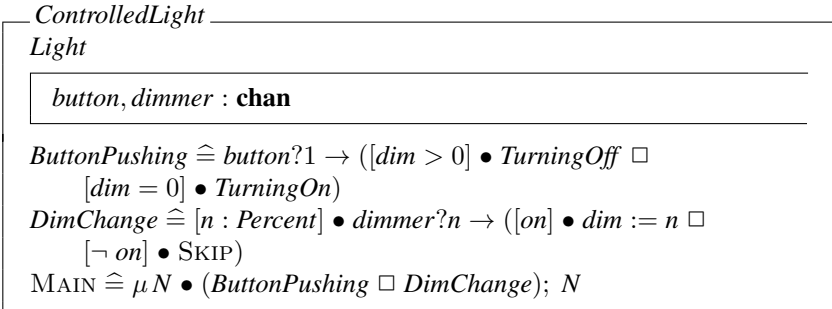 ControlledLight
Light
button, dimmer : chan
ButtonPushing ≙ button?1 → ([dim > 0] • TurningOff □
[dim = 0] • TurningOn)
DimChange ≙ [n : Percent] • dimmer?n → ([on] • dim := n □
[¬ on] • SKIP)
MAIN ≙ μ N • (ButtonPushing □ DimChange); N